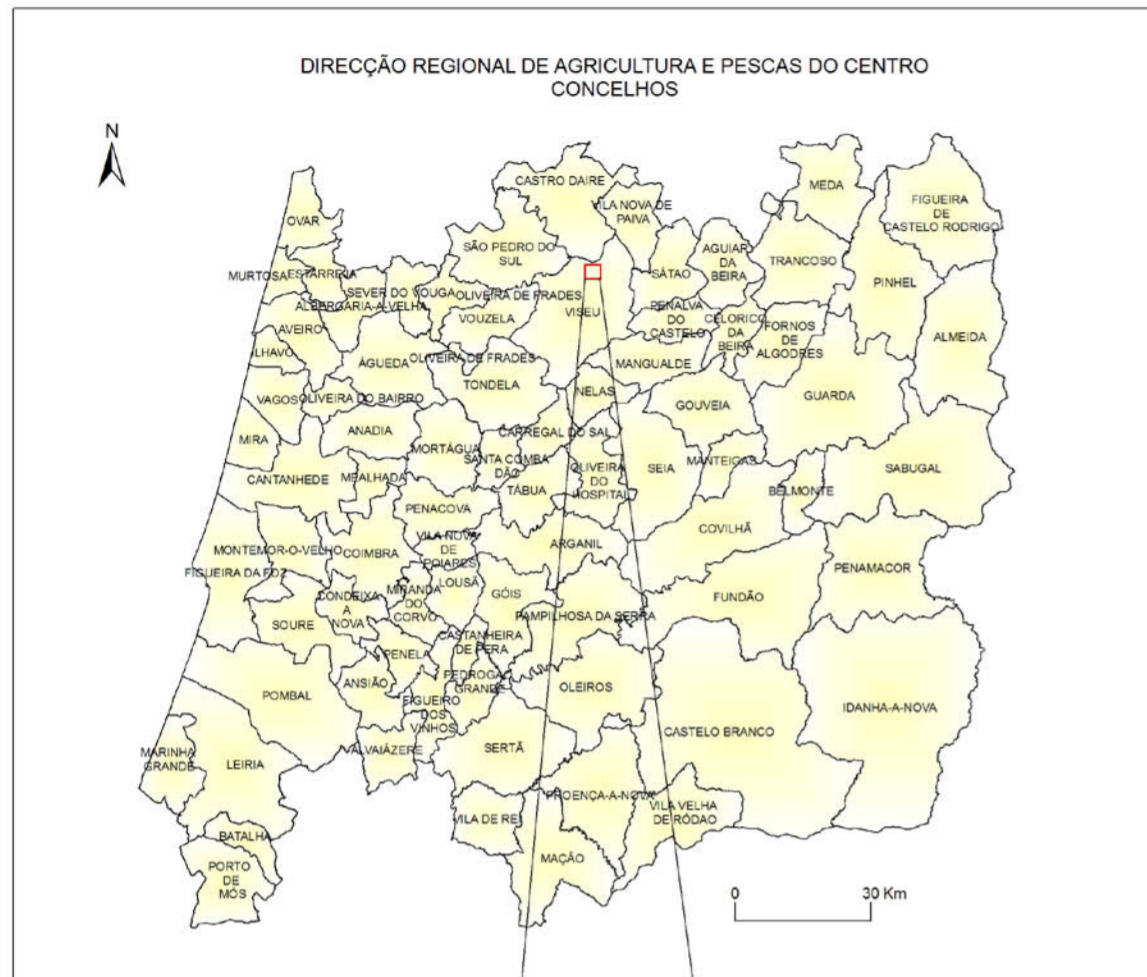 DIRECÇÃO REGIONAL DE AGRICULTURA E PESCAS DO CENTRO
CONCELHOS
N
CASTRO DAIRE
MEDA
OVAR
VILA NOVA DE
PAIVA
FIGUEIRA
DE
CASTELO RODRIGO
SÃO PEDRO DO
SUL
AGUIAR
DA
BEIRA
TRANCOSO
MURTOSA
ESTARREJA
SÁTAO
PINHEL
SEVER DO VOUGA
OLIVEIRA DE FRADES
ALBERGARIA-A-VELHA
VISEU
PENALVA
DO
CASTELO
CELORICO
DA
BEIRA
FORNOS
DE
ALGODRES
VOUZELA
AVEIRO
ALMEIDA
ILHAVO
ÁGUEDA
OLIVEIRA DE FRADES
MANGUALDE
TONDELA
NELAS
GUARDA
VAGOS
OLIVEIRA DO BAIRRO
GOUVEIA
ANADIA
MIRA
CARREGAL DO SAL
MORTÁGUA
SANTA COMBA
DÃO
OLIVEIRA
DO
HOSPITAL
SEIA
MANTEIGAS
SABUGAL
CANTANHEDE
MEALHADA
TÁBUA
BELMONTE
PENACOVA
COVILHÃ
VILA NOVA
DE
POIARES
ARGANIL
MONTEMOR-O-VELHO
COIMBRA
PENAMACOR
FIGUEIRA DA FOZ
LOUSÃ
MIRANDA
DO
CORVO
GÓIS
FUNDÃO
CONDEIXA
A
NOVA
PAMPILHOSA DA SERRA
SOURE
CASTANHEIRA
DE PERA
PENELA
PEDROGA
GRANDE
ANSIÃO
OLEIROS
POMBAL
FIGUEIRO
DOS
VINHOS
IDANHA-A-NOVA
CASTELO BRANCO
MARINHA
GRANDE
ALVAIÁZERE
SERTÃ
LEIRIA
PROENÇA-A-NOVA
VILA VELHA
DE RÓDAO
VILA DE REI
BATALHA
MAÇÃO
PORTO
DE
MÓS
0 30 Km